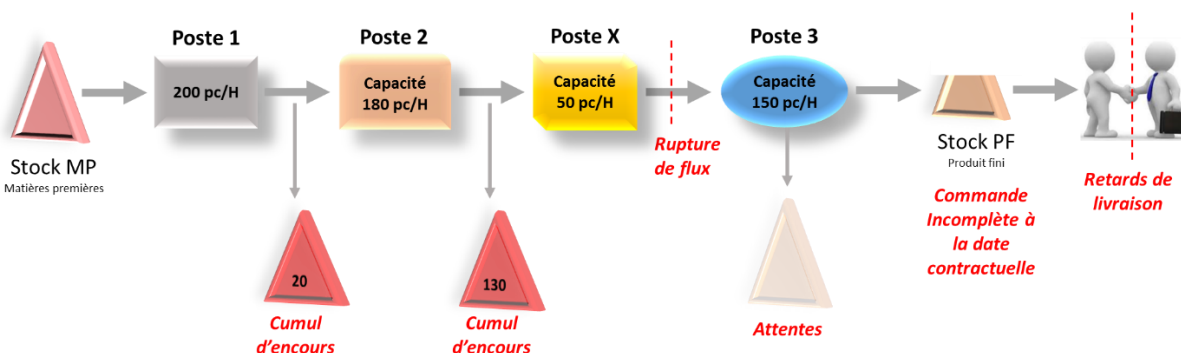 Poste 1
Poste 2
Poste X
Poste 3
200 pc/H
Capacité
180 pc/H
Capacité
50 pc/H
Capacité
150 pc/H
Stock MP
Matières premières
Rupture
de flux
Stock PF
Produit fini
Commande
Incomplète à
la date
contractuelle
Retards de
livraison
20
130
Cumul
d'encours
Cumul
d'encours
Attentes